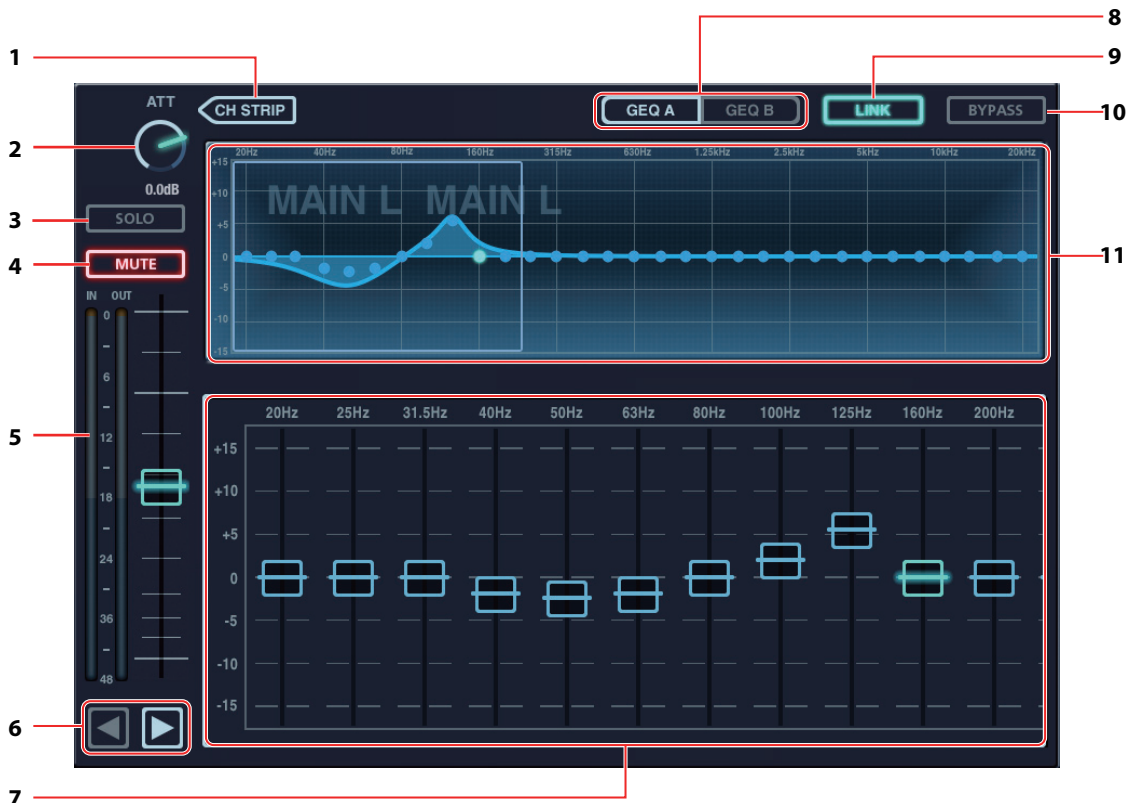 8
1
9
ATT
CH STRIP
GEQ A
GEQ B
LINK
BYPASS
10
2
0.0dB
3
SOLO
4
MUTE
20Hz 40Hz 80Hz 160Hz 315Hz 630Hz 1.25kHz 2.5kHz 5kHz 10kHz 20kHz
+15
+10
+5
0
-5
-10
-15
MAIN L MAIN L
11
IN OUT
0
6
12
18
24
36
48
5
20Hz 25Hz 31.5Hz 40Hz 50Hz 63Hz 80Hz 100Hz 125Hz 160Hz 200Hz
+15
+10
+5
0
-5
-10
-15
6
7